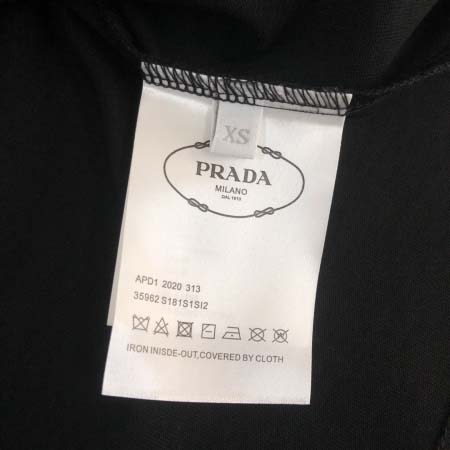 XS
PRADA
MILANO
DAL 1913
APD1 2020 313
35962 S181S1SI2
IRON INISDE-OUT,COVERED BY CLOTH